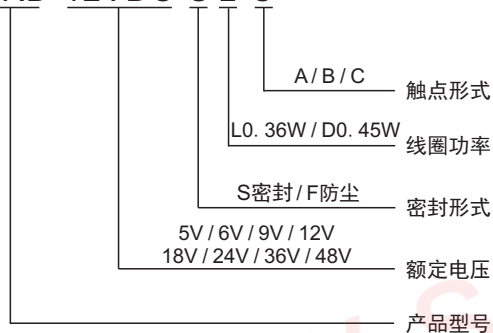 A / B / C
触点形式
L0. 36W / D0. 45W
线圈功率
S密封 / F防尘
密封形式
5V / 6V / 9V / 12V
18V / 24V / 36V / 48V
额定电压
产品型号